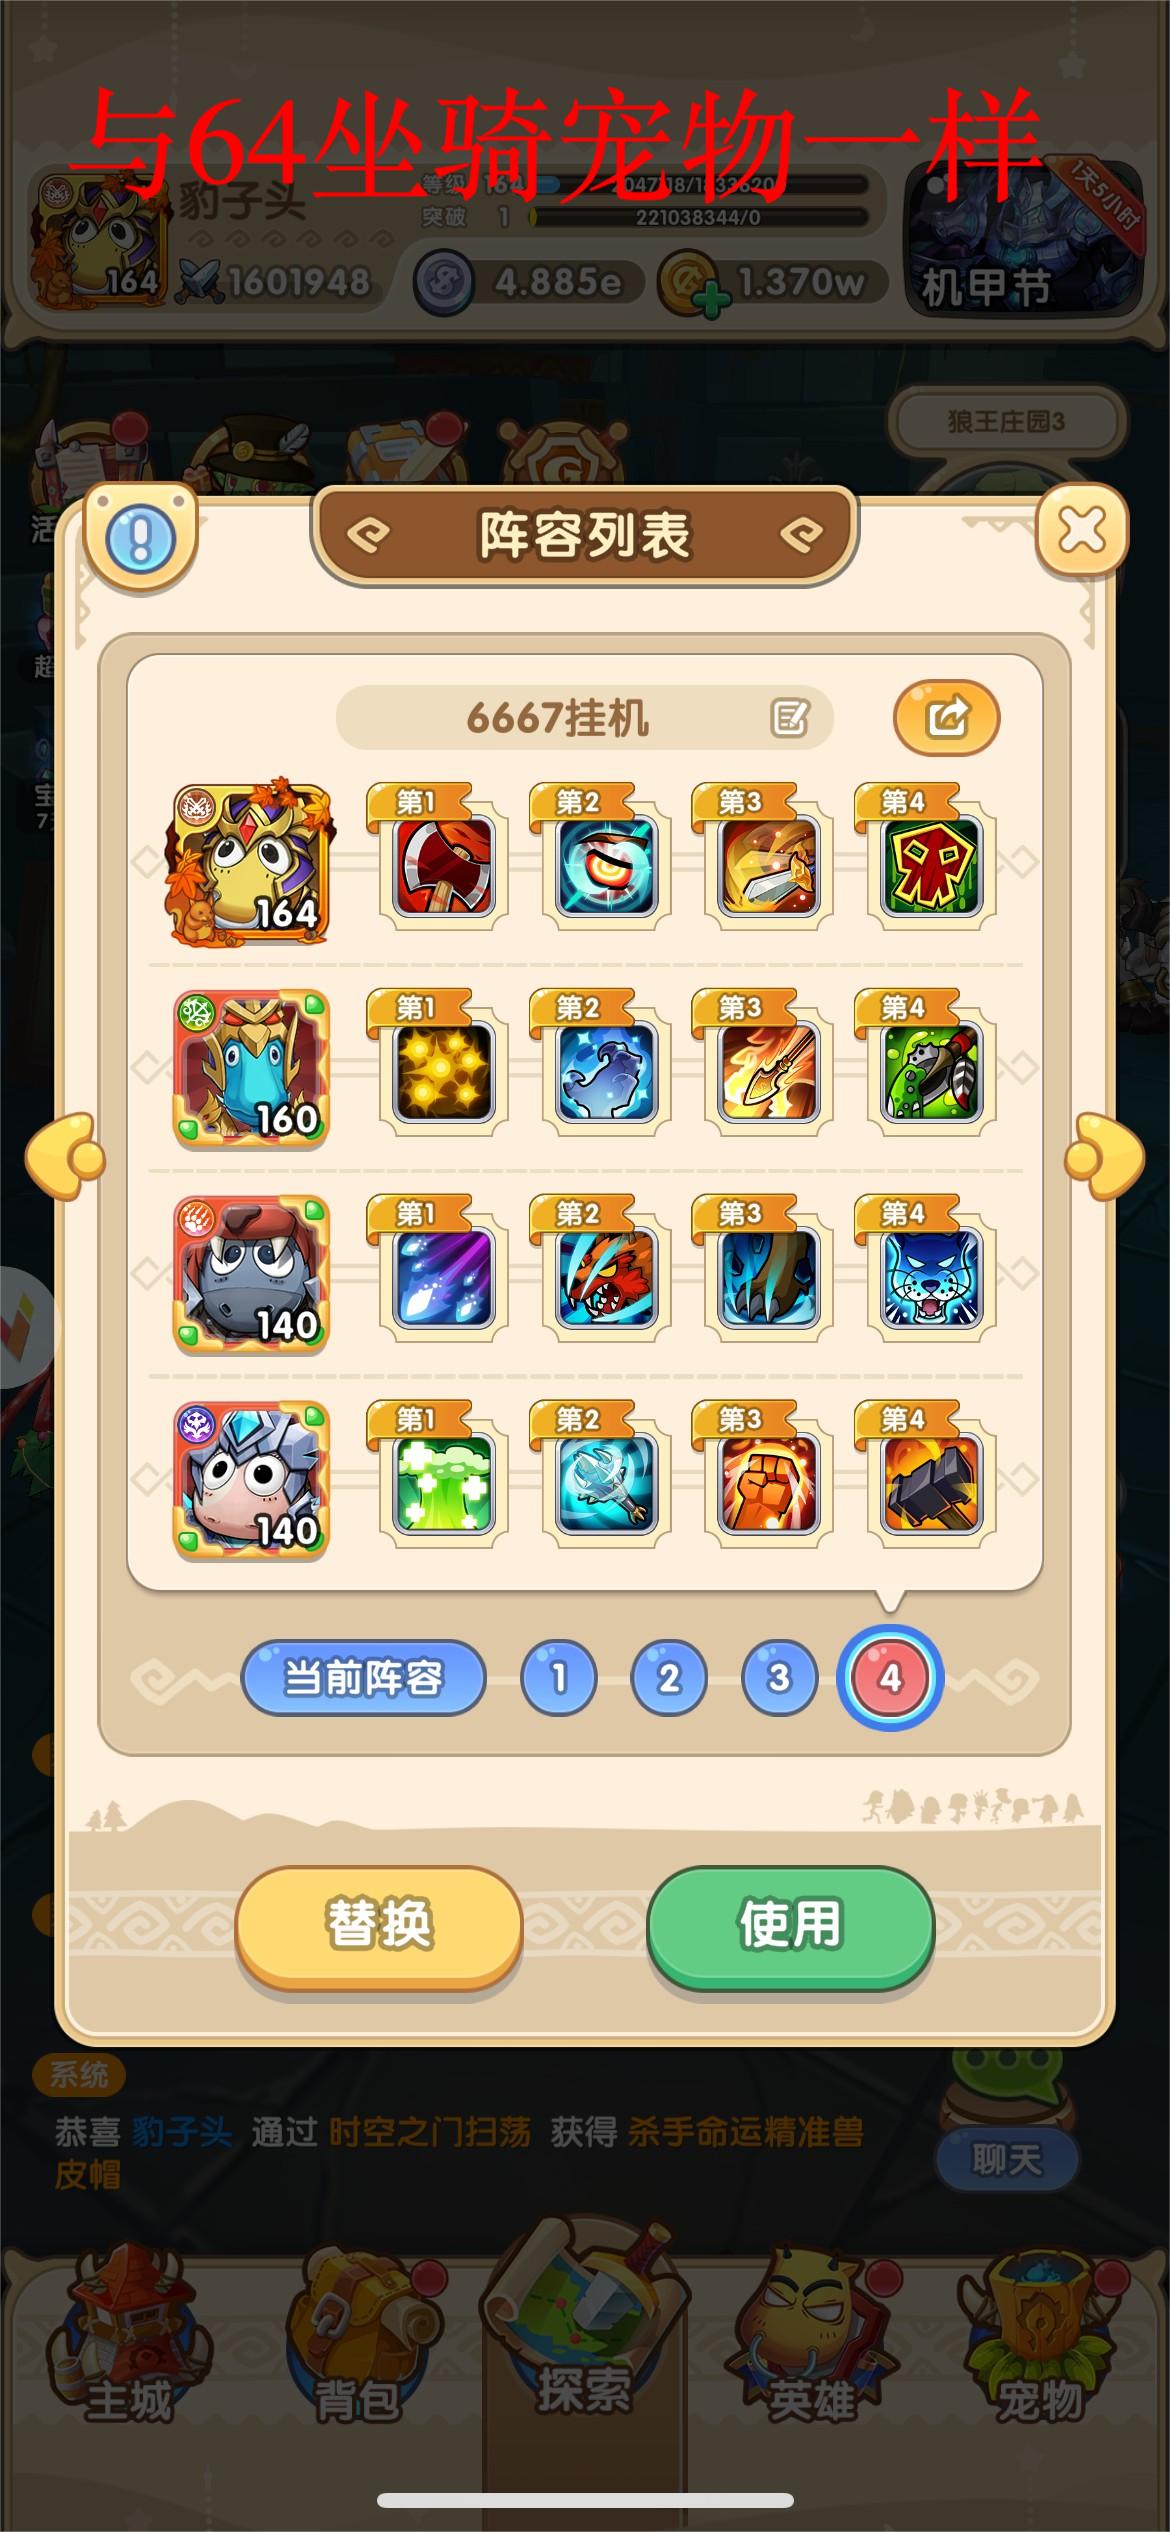 与64坐骑宠物一样
豹子头
等级 164
突破 1
221038344/0
164
1601948
4.885e
1.370w
1天5小时
机甲节
狼王庄园3
阵容列表
6667挂机
164
第1 第2 第3 第4
160
第1 第2 第3 第4
140
第1 第2 第3 第4
140
第1 第2 第3 第4
当前阵容 1 2 3 4
替换 使用
系统
恭喜 豹子头 通过 时空之门扫荡 获得 杀手命运精准兽
皮帽
聊天
主城 背包 探索 英雄 宠物